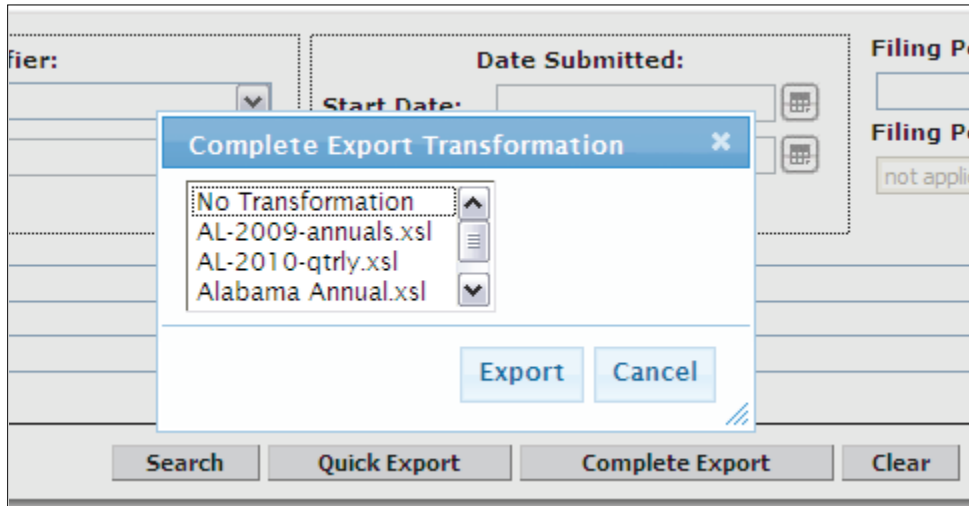 fier:
Date Submitted:
Filing Pe
Start Date:
Complete Export Transformation
Filing Pe
not appli
No Transformation
AL-2009-annuals.xsl
AL-2010-qtrly.xsl
Alabama Annual.xsl
Export Cancel
Search Quick Export Complete Export Clear